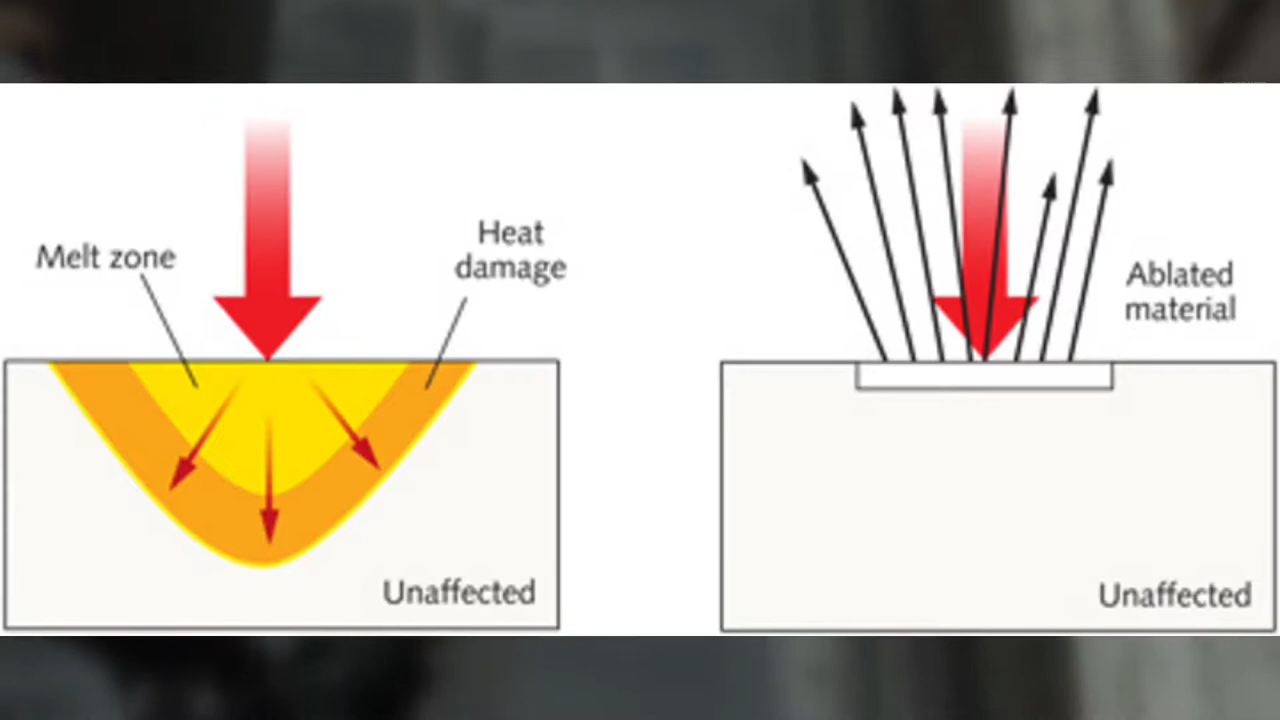 Melt zone
Heat
damage
Unaffected
Ablated
material
Unaffected